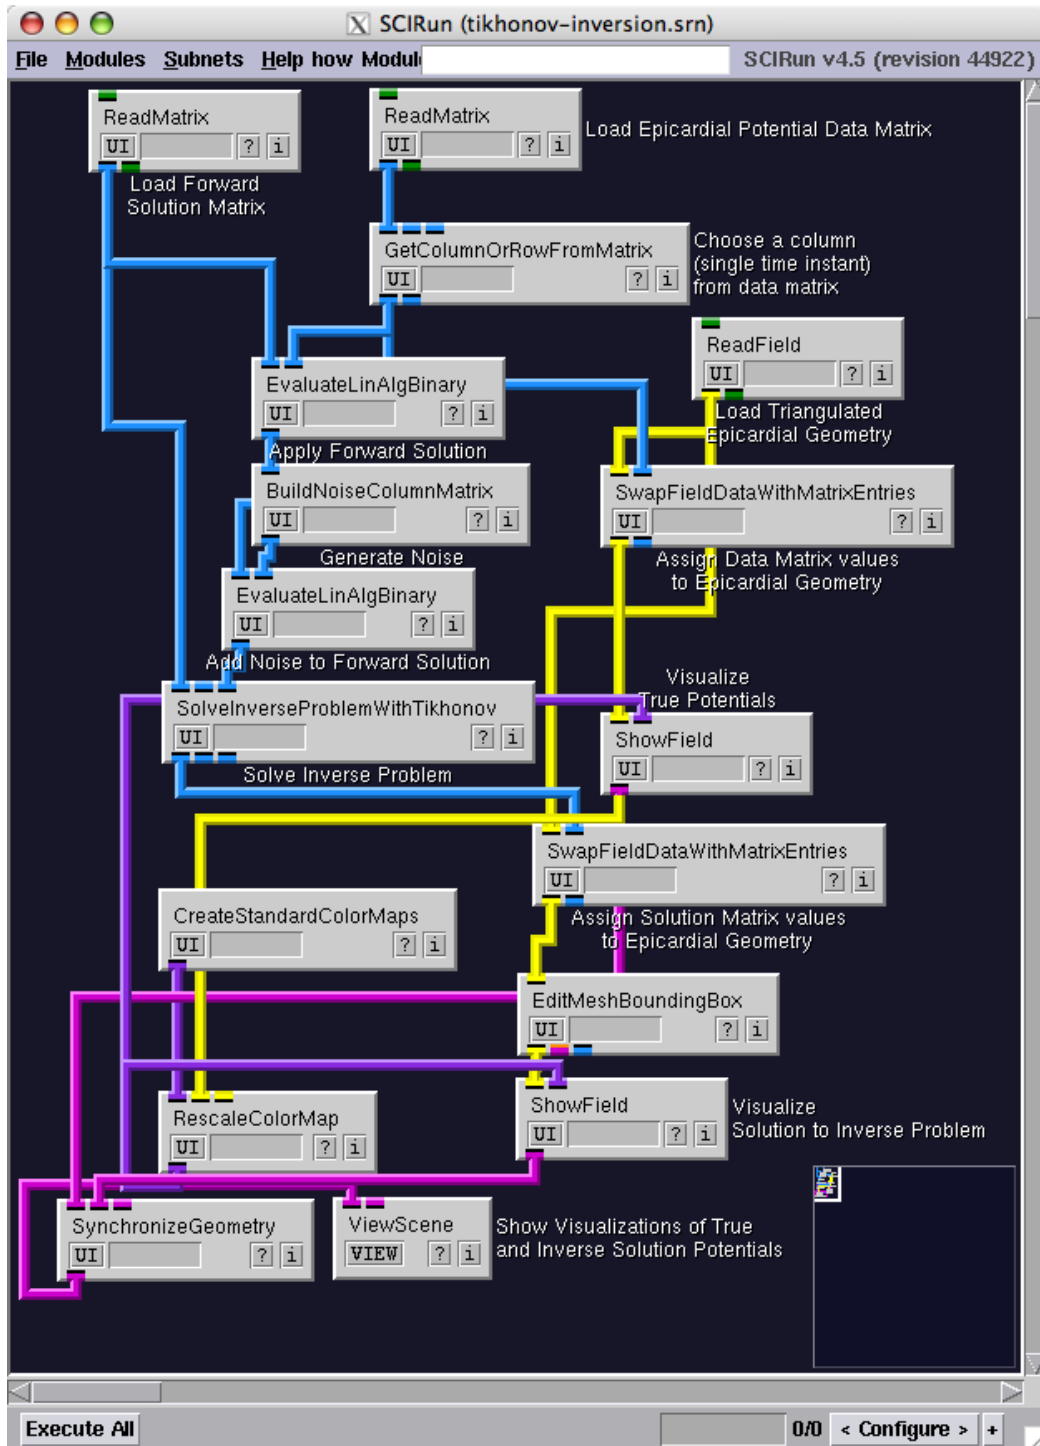 SCIRun (tikhonov-inversion.srn)
File Modules Subnets Help how Modul SCIRun v4.5 (revision 44922)
ReadMatrix
UI ? i
Load Forward
Solution Matrix
ReadMatrix
UI ? i
Load Epicardial Potential Data Matrix
GetColumnOrRowFromMatrix
UI ? i
Choose a column
(single time instant)
from data matrix
ReadField
UI ? i
Load Triangulated
Epicardial Geometry
EvaluateLinAlgBinary
UI ? i
Apply Forward Solution
BuildNoiseColumnMatrix
UI ? i
Generate Noise
SwapFieldDataWithMatrixEntries
UI ? i
Assign Data Matrix values
to Epicardial Geometry
EvaluateLinAlgBinary
UI ? i
Add Noise to Forward Solution
SolveInverseProblemWithTikhonov
UI ? i
Solve Inverse Problem
Visualize
True Potentials
ShowField
UI ? i
SwapFieldDataWithMatrixEntries
UI ? i
Assign Solution Matrix values
to Epicardial Geometry
CreateStandardColorMaps
UI ? i
EditMeshBoundingBox
UI ? i
RescaleColorMap
UI ? i
ShowField
UI ? i
Visualize
Solution to Inverse Problem
SynchronizeGeometry
UI ? i
ViewScene
VIEW ? i
Show Visualizations of True
and Inverse Solution Potentials
Execute All 0/0 < Configure > +